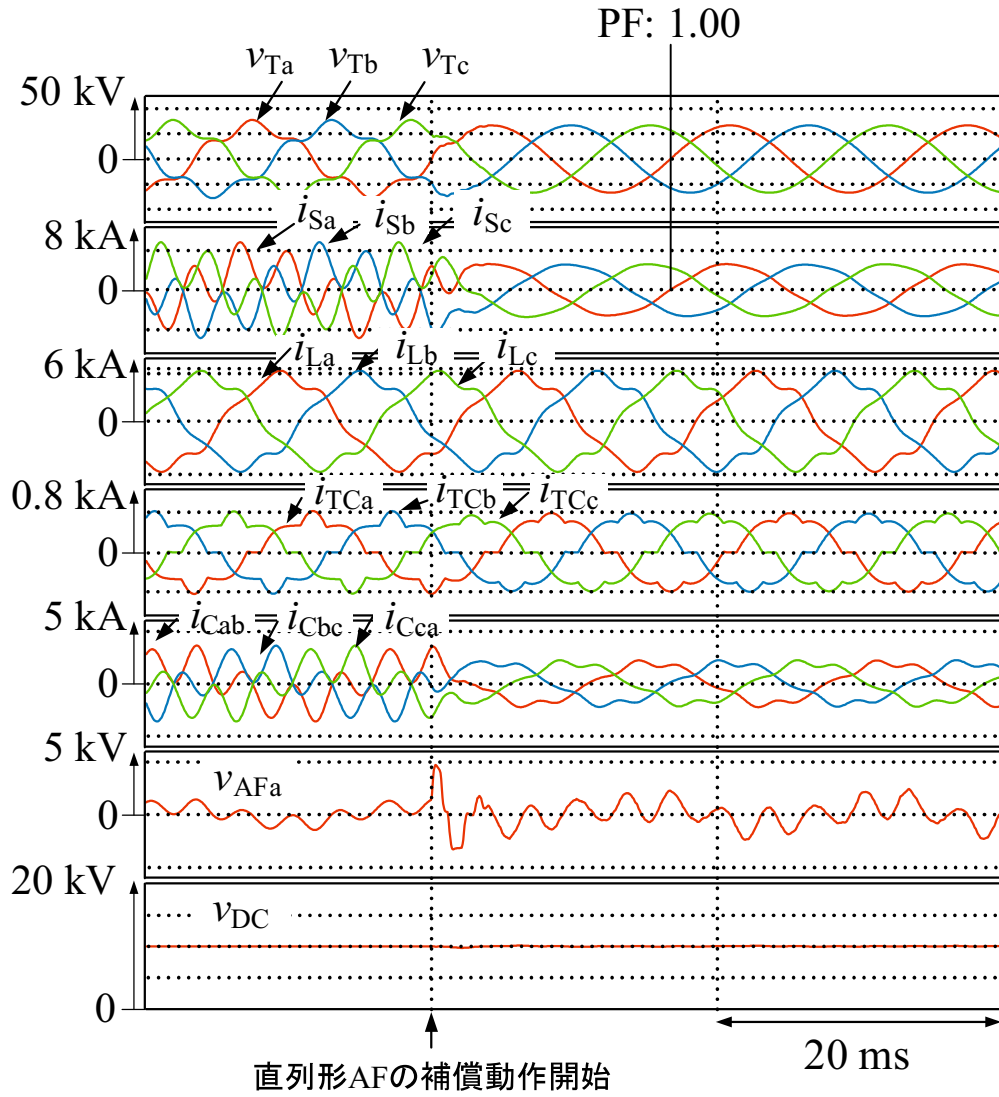 PF: 1.00
vTa vTb vTc
50 kV
0
iSa iSb iSc
8 kA
0
iLa iLb iLc
6 kA
0
iTCa iTCb iTCc
0.8 kA
0
iCab iCbc iCca
5 kA
0
5 kV
vAFa
0
20 kV
vDC
0
20 ms
直列形AFの補償動作開始